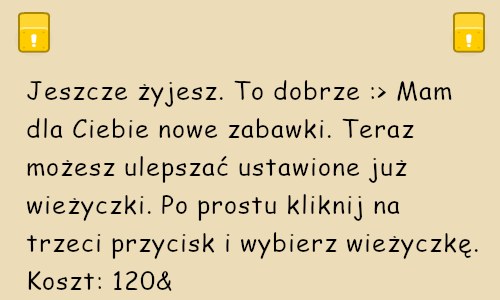 Jeszcze żyjesz. To dobrze :> Mam
dla Ciebie nowe zabawki. Teraz
możesz ulepszać ustawione już
wieżyczki. Po prostu kliknij na
trzeci przycisk i wybierz wieżyczkę.
Koszt: 120&